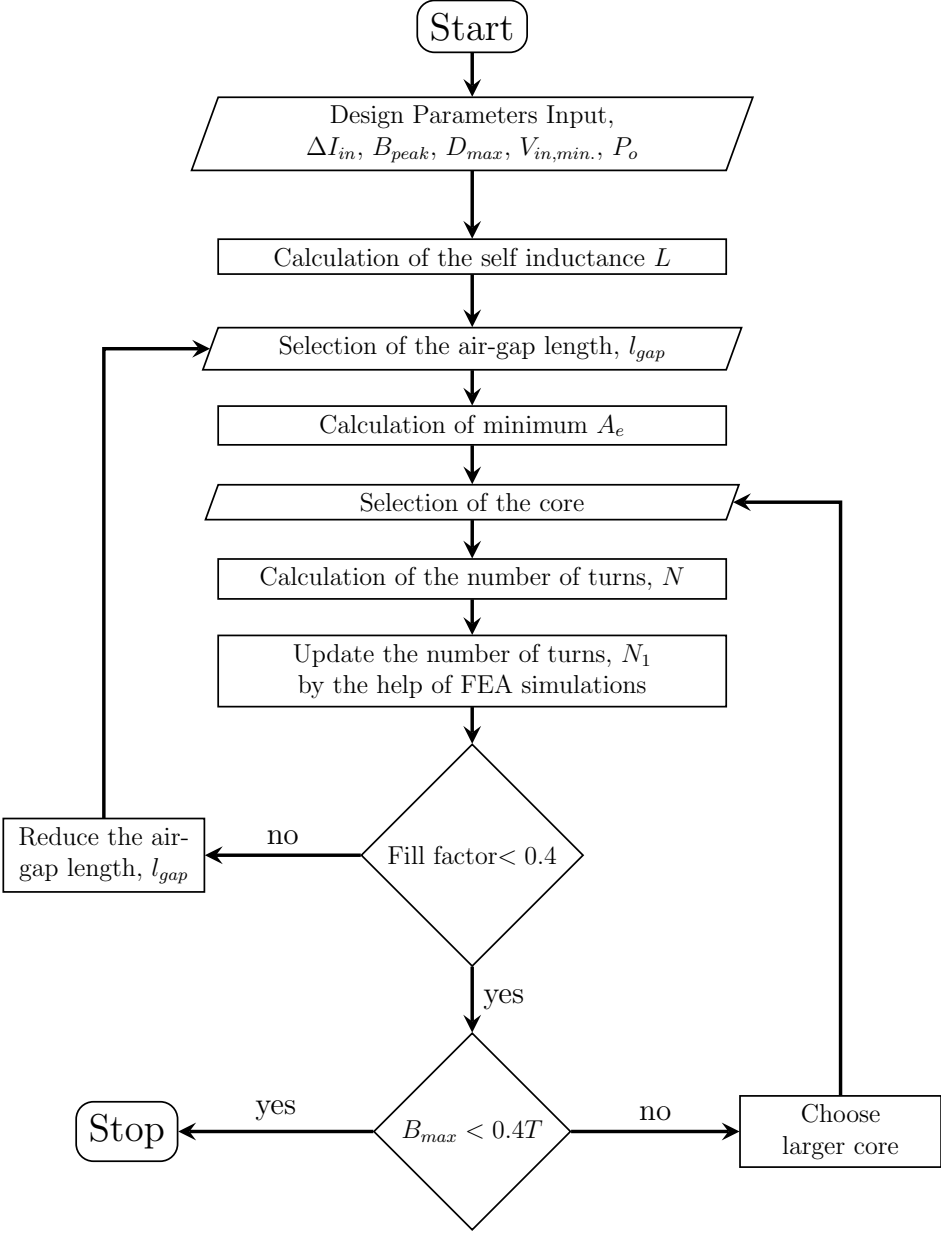 Start
Design Parameters Input,
ΔI_in, B_peak, D_max, V_in,min., P_o
Calculation of the self inductance L
Selection of the air-gap length, l_gap
Calculation of minimum A_e
Selection of the core
Calculation of the number of turns, N
Update the number of turns, N_1
by the help of FEA simulations
Reduce the air-
gap length, l_gap
no
Fill factor< 0.4
yes
Stop
yes
B_max < 0.4T
no
Choose
larger core